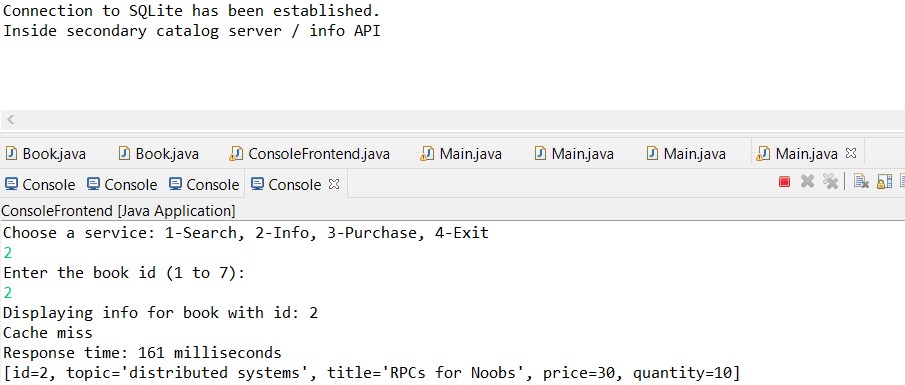 Connection to SQLite has been established.
Inside secondary catalog server / info API
Book.java Book.java ConsoleFrontend.java Main.java Main.java Main.java Main.java
Console Console Console Console
ConsoleFrontend [Java Application]
Choose a service: 1-Search, 2-Info, 3-Purchase, 4-Exit
2
Enter the book id (1 to 7):
2
Displaying info for book with id: 2
Cache miss
Response time: 161 milliseconds
[id=2, topic='distributed systems', title='RPCs for Noobs', price=30, quantity=10]